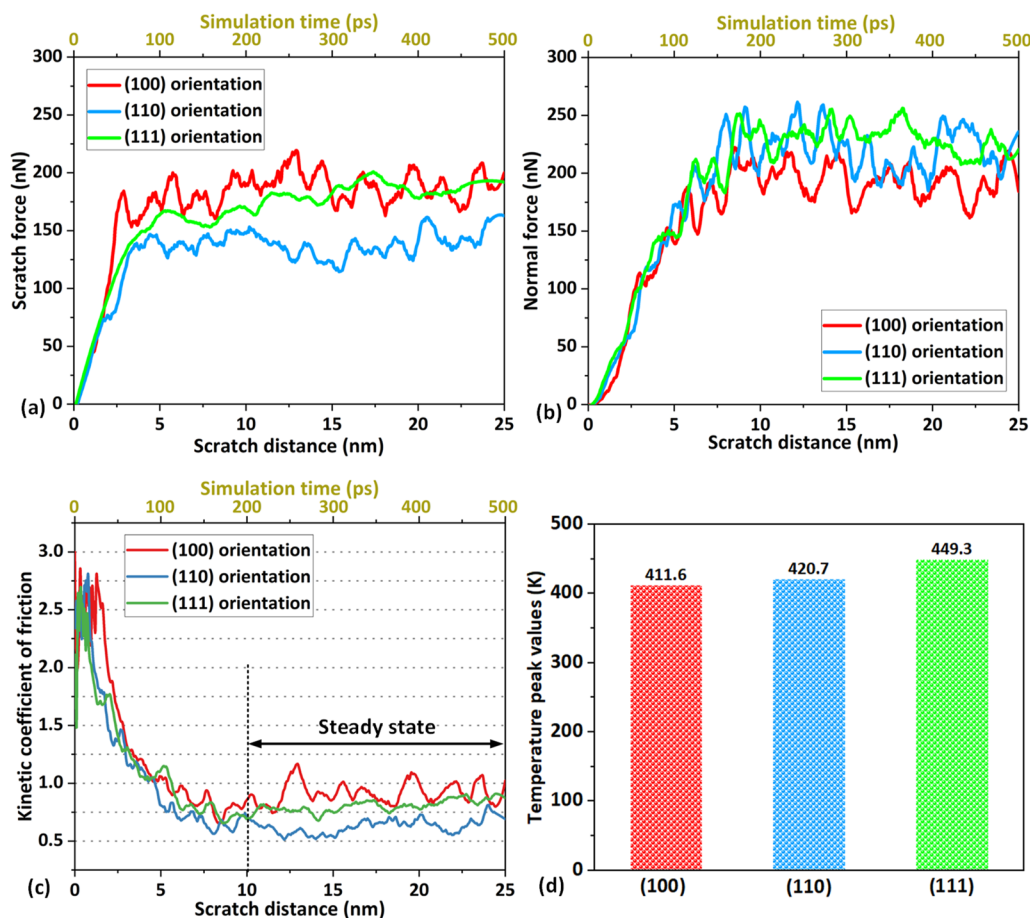 Simulation time (ps)
0 100 200 300 400 500
300
250
200
150
100
50
0
Scratch force (nN)
(100) orientation
(110) orientation
(111) orientation
(a)
0 5 10 15 20 25
Scratch distance (nm)
Simulation time (ps)
0 100 200 300 400 500
300
250
200
150
100
50
0
Normal force (nN)
(100) orientation
(110) orientation
(111) orientation
(b)
0 5 10 15 20 25
Scratch distance (nm)
Simulation time (ps)
0 100 200 300 400 500
3.0
2.5
2.0
1.5
1.0
0.5
Kinetic coefficient of friction
(100) orientation
(110) orientation
(111) orientation
Steady state
(c)
0 5 10 15 20 25
Scratch distance (nm)
500
400
300
200
100
0
Temperature peak values (K)
411.6
420.7
449.3
(d)
(100) (110) (111)